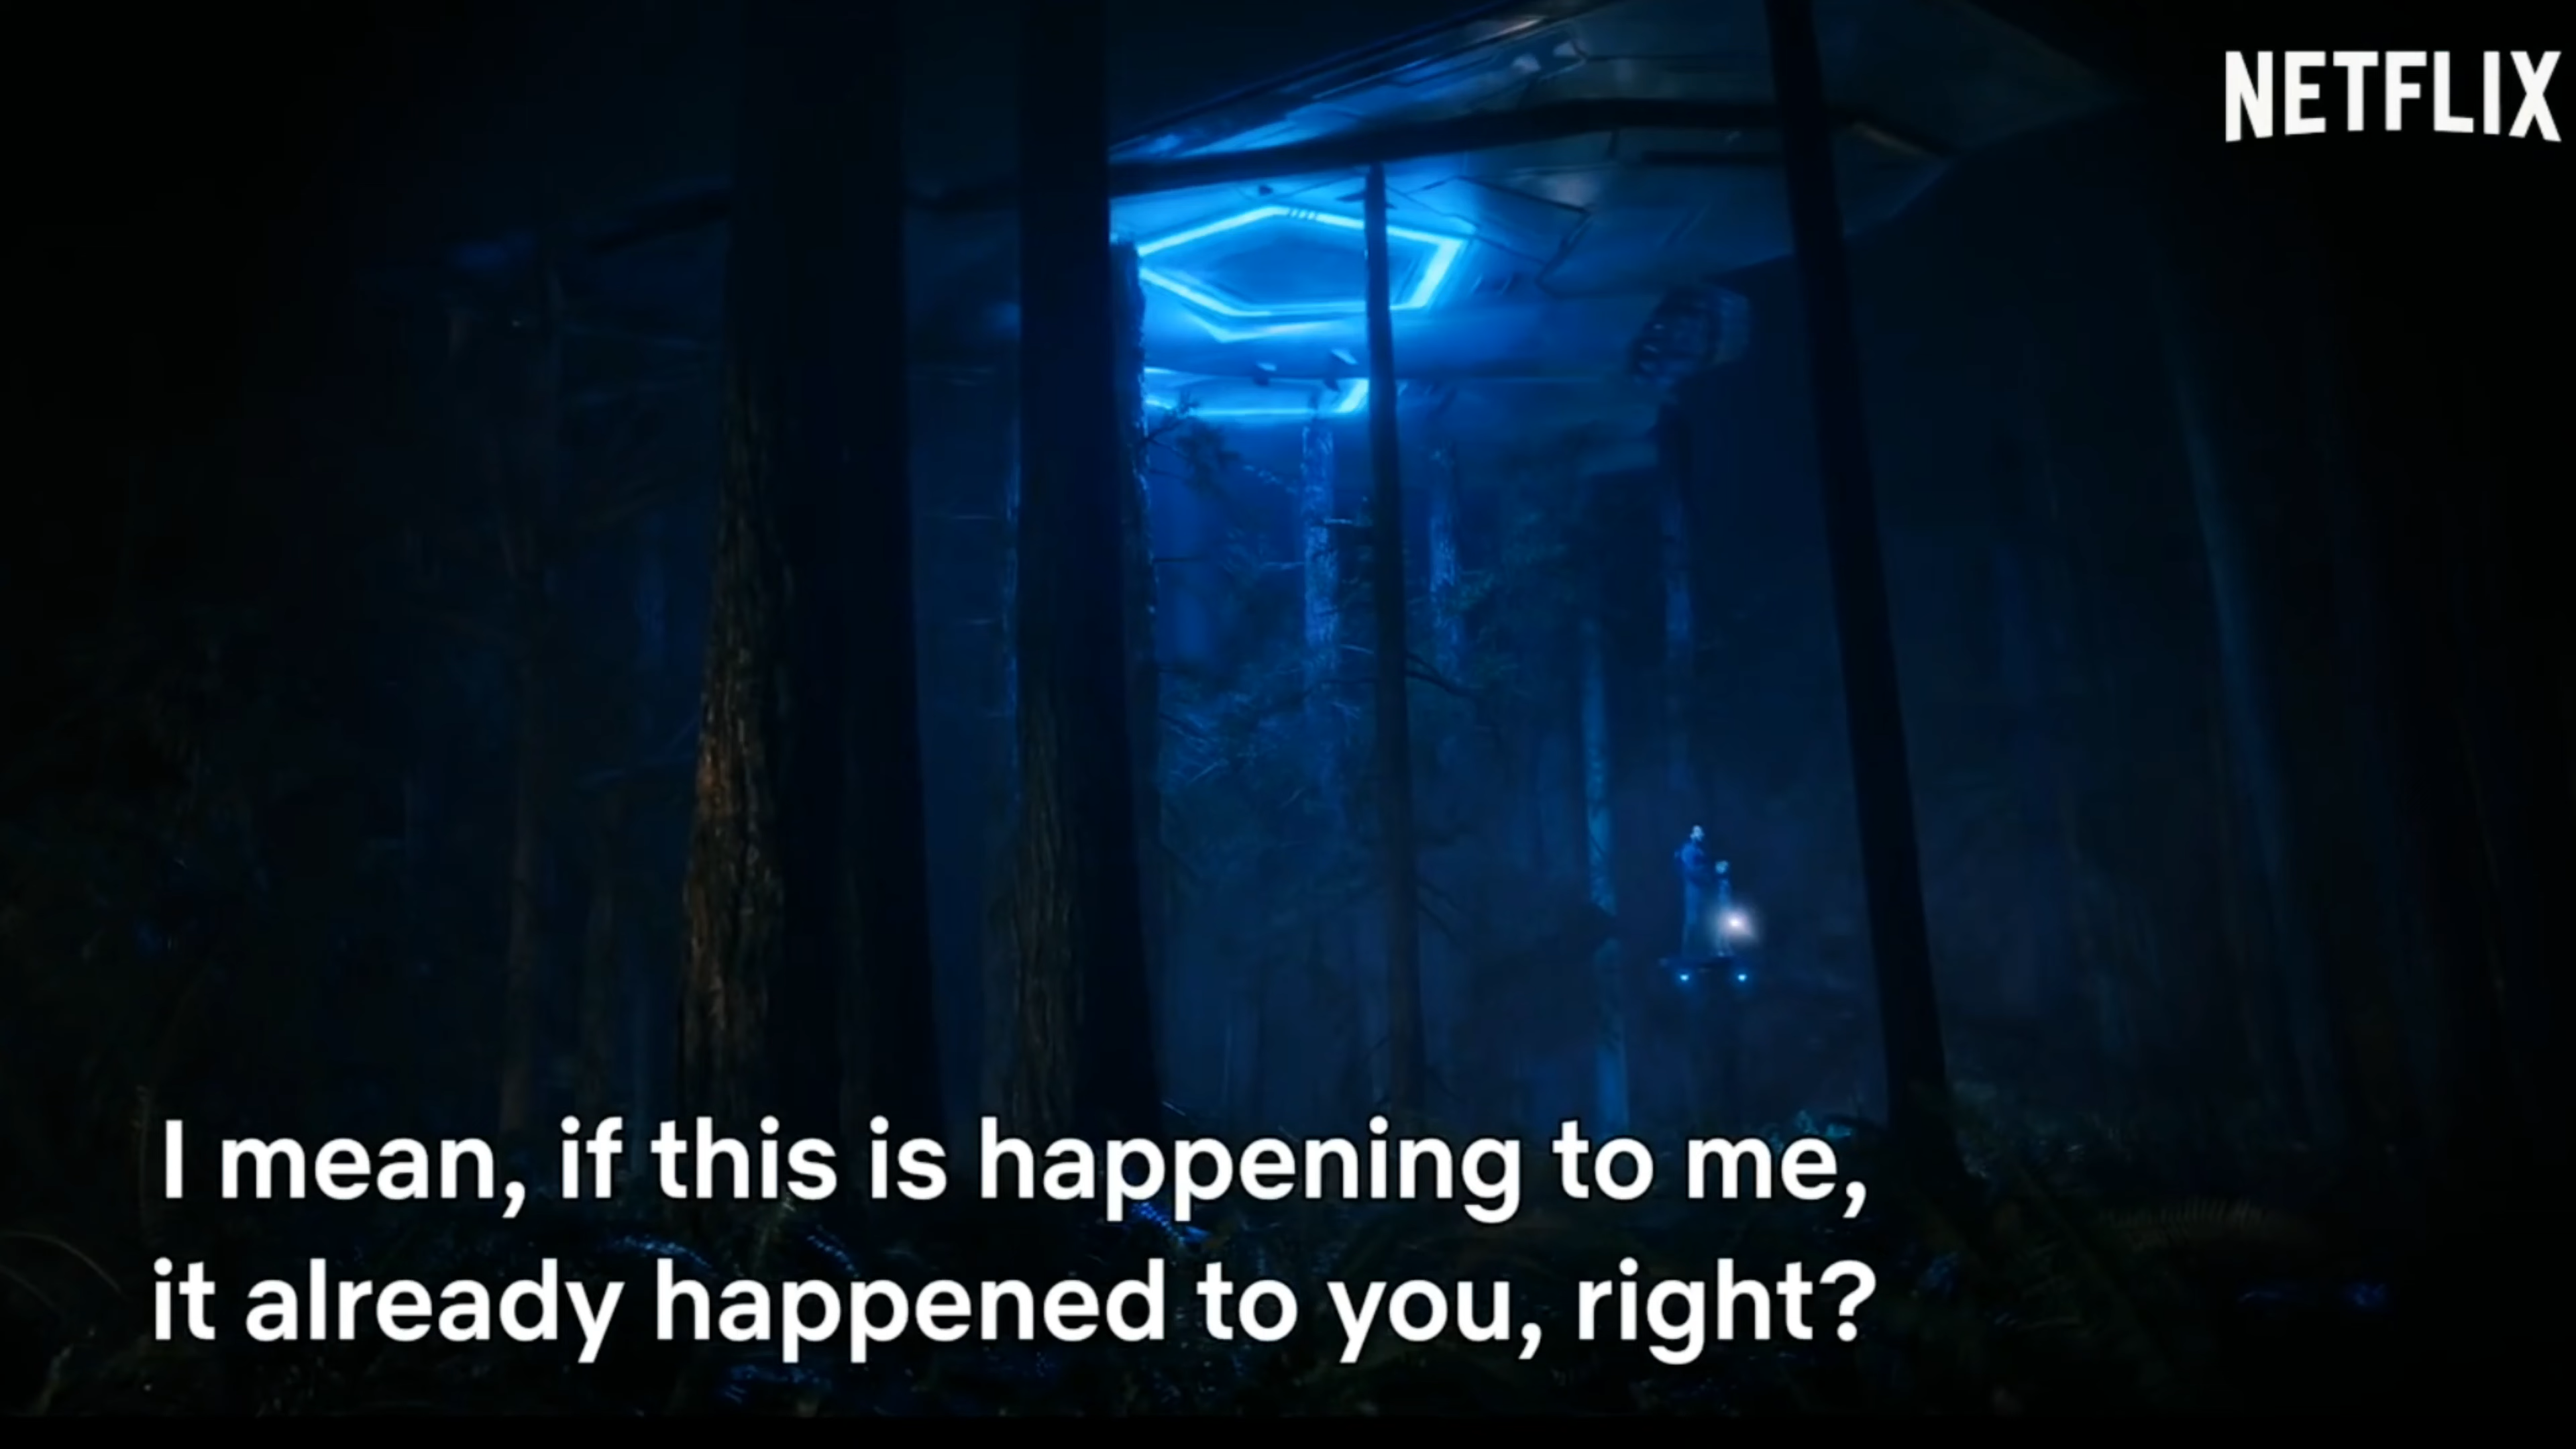 NETFLIX
I mean, if this is happening to me,
it already happened to you, right?